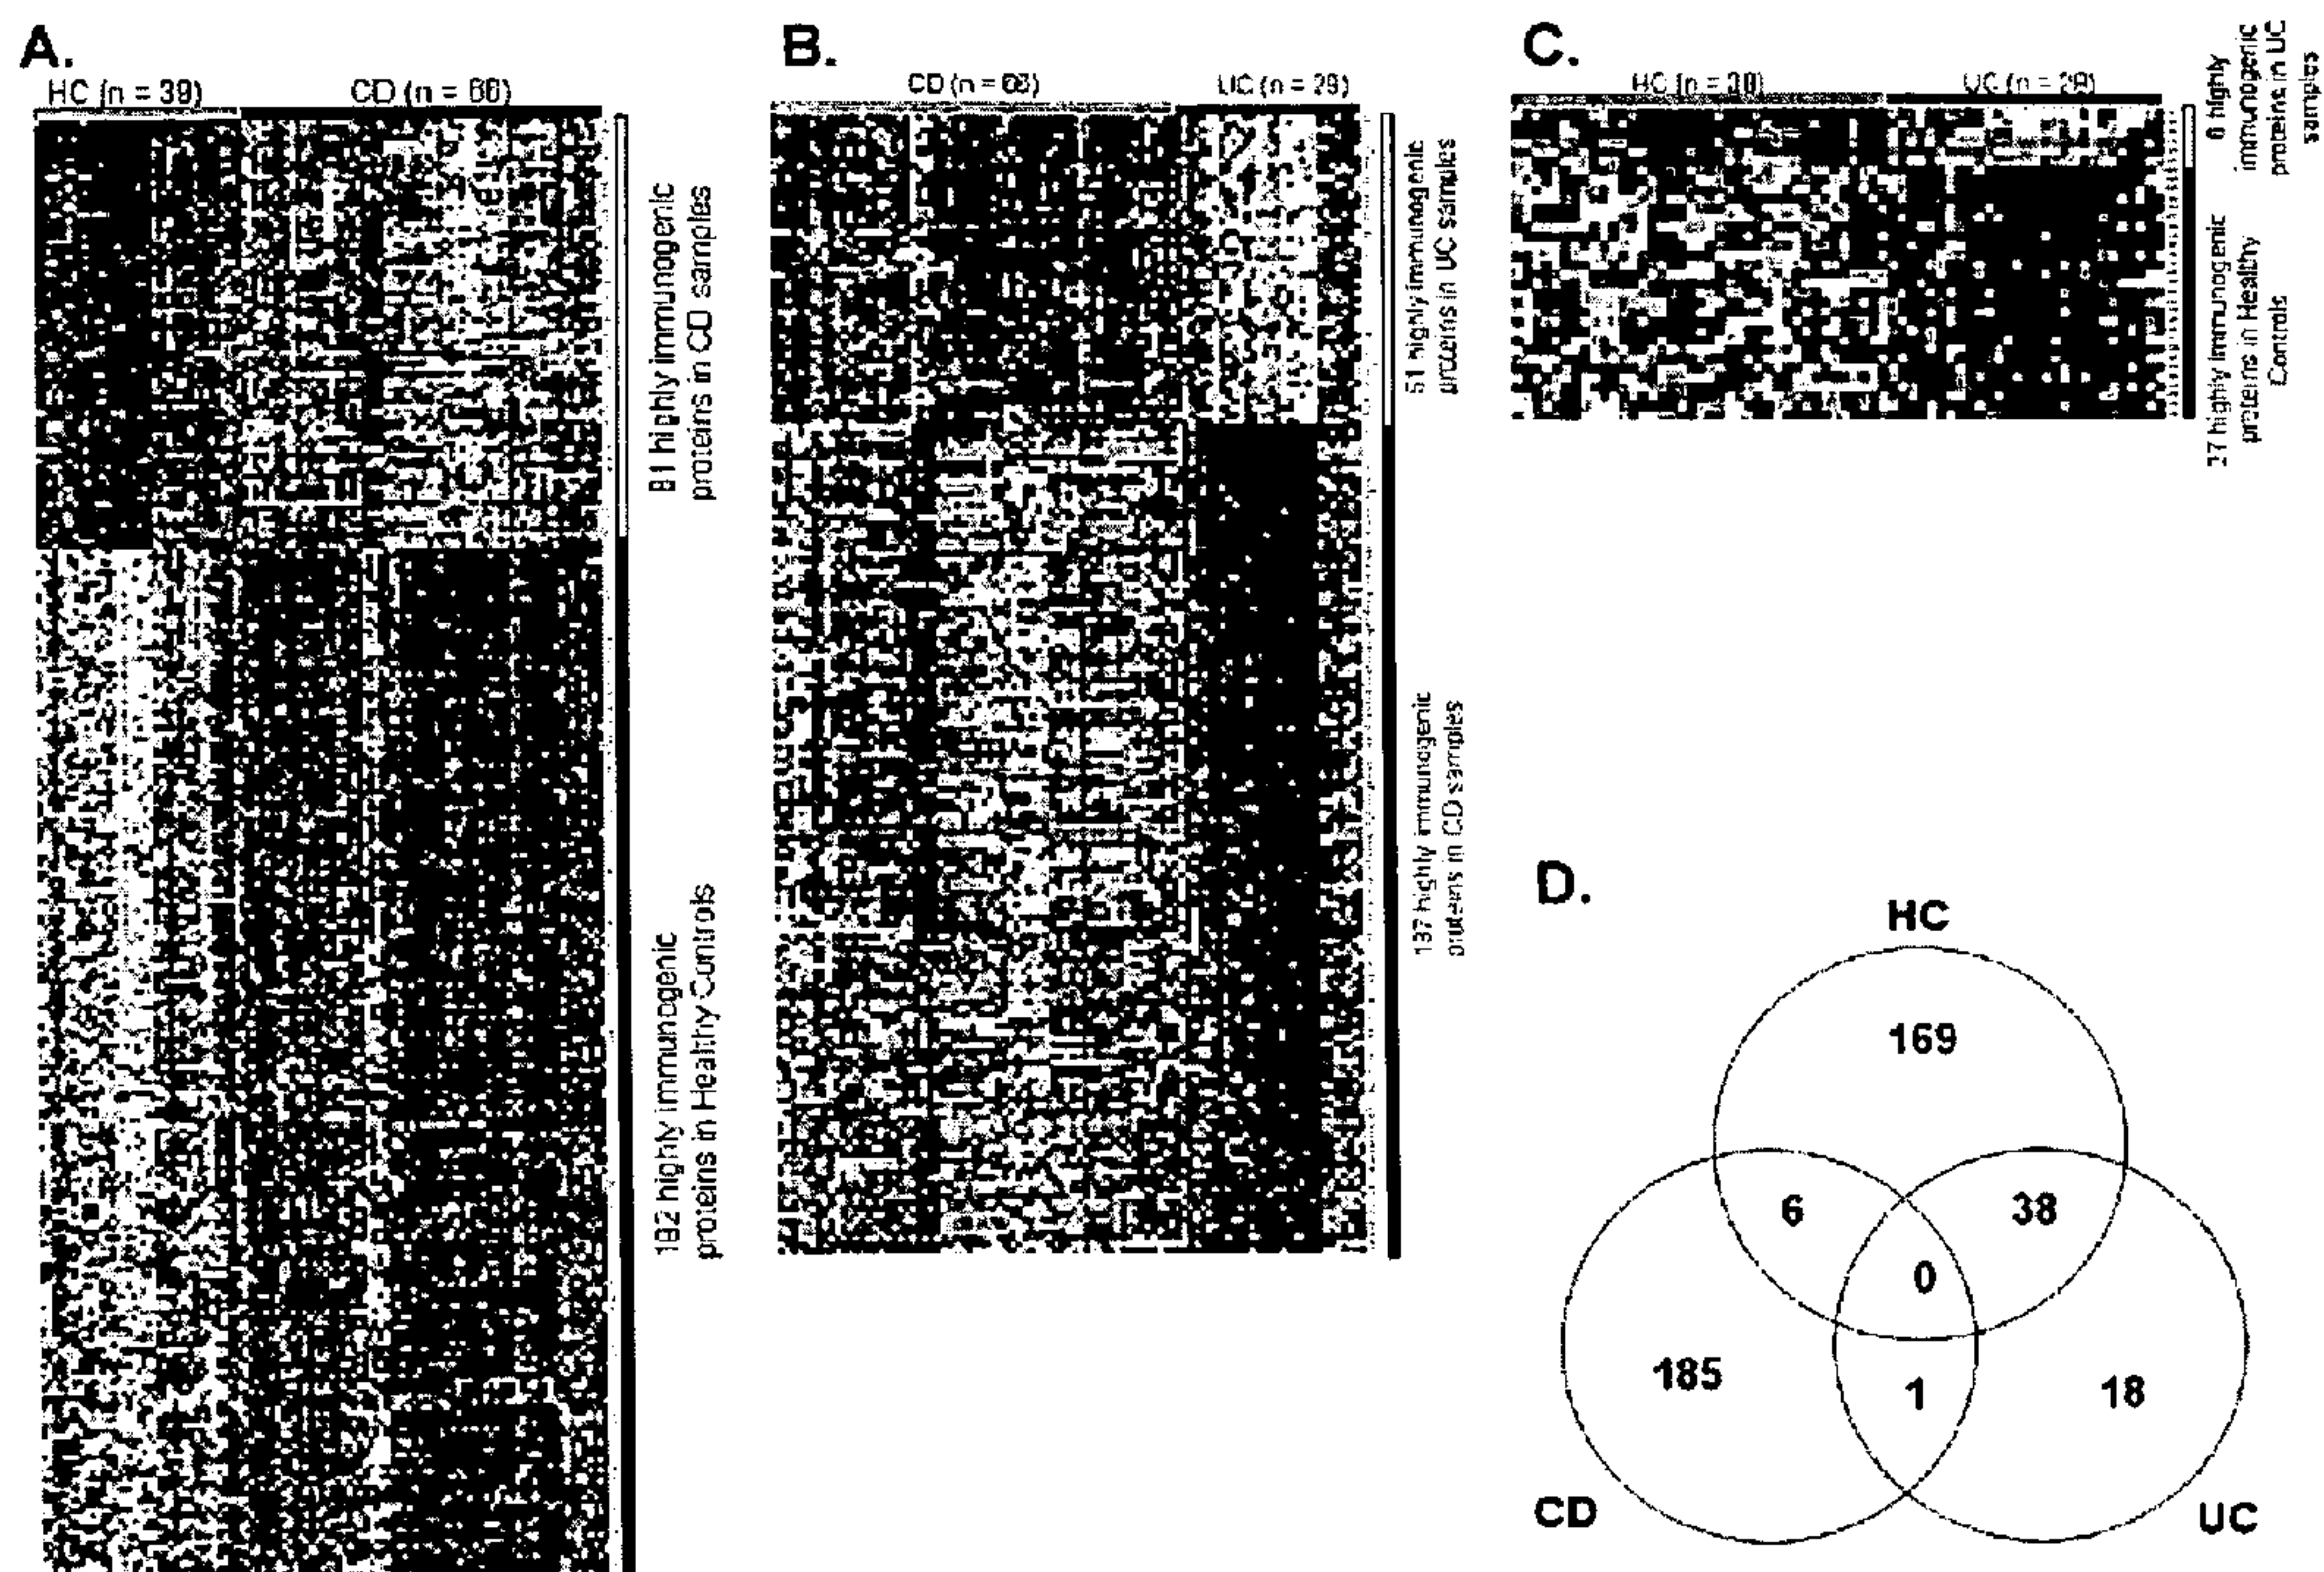 A.
HC (n = 39)
CD (n = 66)
81 highly immunogenic
proteins in CD samples
182 highly immunogenic
proteins in Healthy Controls
B.
CD (n =
UC (n = 29)
51 highly immunogenic
proteins in UC samples
137 highly immunogenic
proteins in CD samples
C.
HC (n =
UC (n = 29)
6 highly
immunogenic
proteins in UC
samples
highly immunogenic
proteins in Healthy
Controls
D.
HC
169
6
38
0
185
1
18
CD
UC